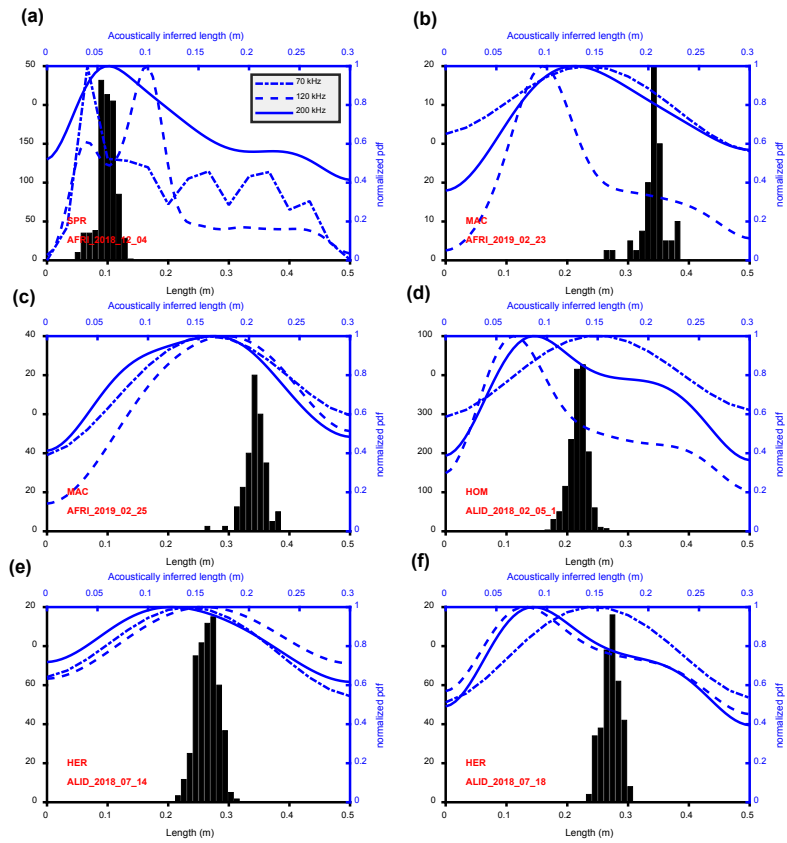 (a)
Acoustically inferred length (m)
0 0.05 0.1 0.15 0.2 0.25 0.3
50
0
150
100
50
0
1
0.8
0.6
0.4
0.2
0
normalized pdf
70 kHz
120 kHz
200 kHz
SPR
AFRI_2018_12_04
0 0.1 0.2 0.3 0.4 0.5
Length (m)
(b)
Acoustically inferred length (m)
0 0.05 0.1 0.15 0.2 0.25 0.3
20
10
0
20
10
0
1
0.8
0.6
0.4
0.2
0
normalized pdf
MAC
AFRI_2019_02_23
0 0.1 0.2 0.3 0.4 0.5
Length (m)
(c)
Acoustically inferred length (m)
0 0.05 0.1 0.15 0.2 0.25 0.3
40
0
40
20
0
1
0.8
0.6
0.4
0.2
0
normalized pdf
MAC
AFRI_2019_02_25
0 0.1 0.2 0.3 0.4 0.5
Length (m)
(d)
Acoustically inferred length (m)
0 0.05 0.1 0.15 0.2 0.25 0.3
100
0
300
200
100
0
1
0.8
0.6
0.4
0.2
0
normalized pdf
HOM
ALID_2018_02_05_1
0 0.1 0.2 0.3 0.4 0.5
Length (m)
(e)
Acoustically inferred length (m)
0 0.05 0.1 0.15 0.2 0.25 0.3
20
0
60
40
20
0
1
0.8
0.6
0.4
0.2
0
normalized pdf
HER
ALID_2018_07_14
0 0.1 0.2 0.3 0.4 0.5
Length (m)
(f)
Acoustically inferred length (m)
0 0.05 0.1 0.15 0.2 0.25 0.3
20
0
60
40
20
0
1
0.8
0.6
0.4
0.2
0
normalized pdf
HER
ALID_2018_07_18
0 0.1 0.2 0.3 0.4 0.5
Length (m)